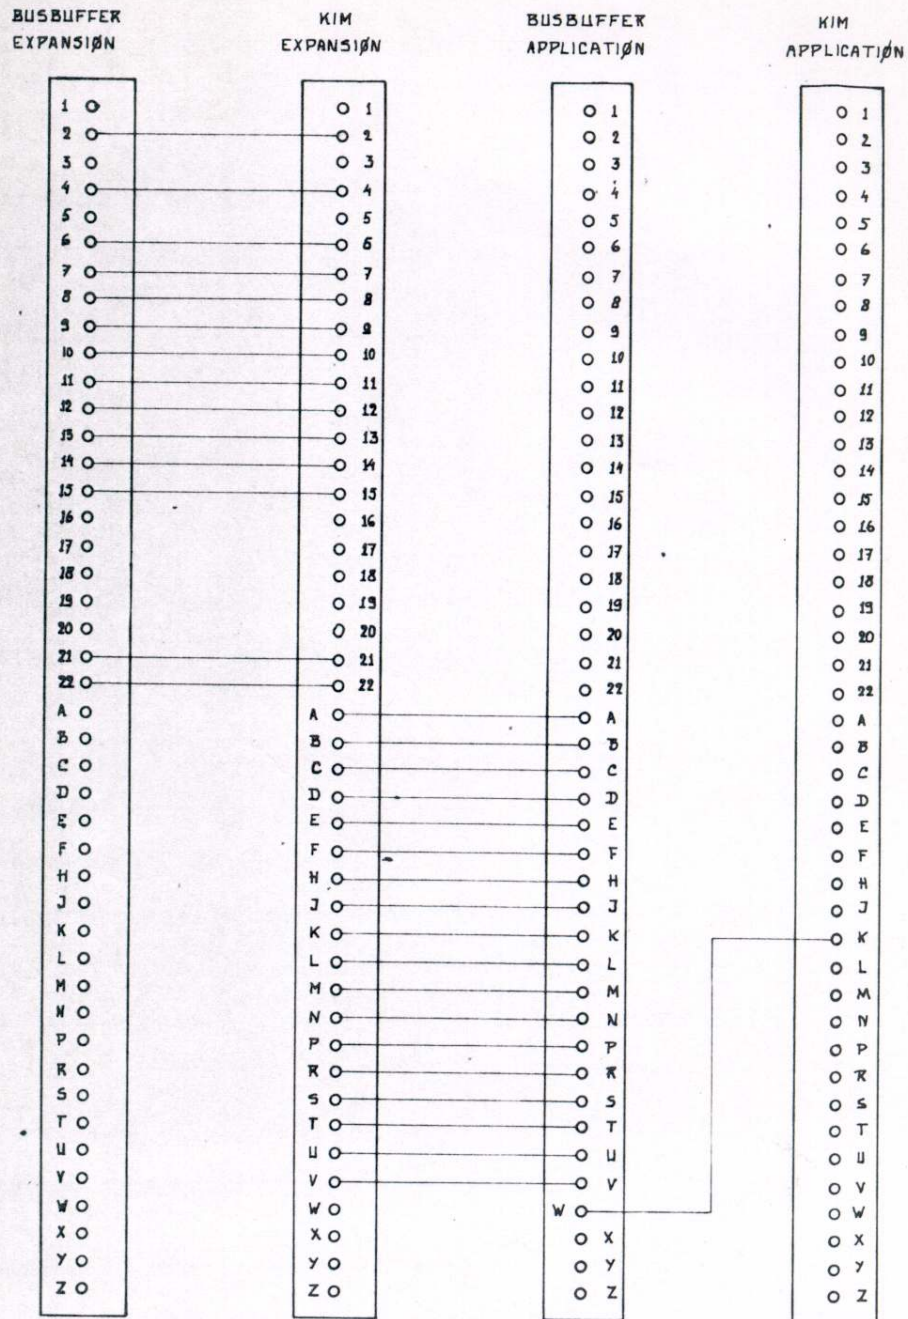 BUSBUFFER EXPANSIØN
KIM EXPANSIØN
BUSBUFFER APPLICATIØN
KIM APPLICATIØN
1 1 1 1
2 2 2 2
3 3 3 3
4 4 4 4
5 5 5 5
6 6 6 6
7 7 7 7
8 8 8 8
9 9 9 9
10 10 10 10
11 11 11 11
12 12 12 12
13 13 13 13
14 14 14 14
15 15 15 15
16 16 16 16
17 17 17 17
18 18 18 18
19 19 19 19
20 20 20 20
21 21 21 21
22 22 22 22
A A A A
B B B B
C C C C
D D D D
E E E E
F F F F
H H H H
J J J J
K K K K
L L L L
M M M M
N N N N
P P P P
R R R R
S S S S
T T T T
U U U U
V V V V
W W W W
X X X X
Y Y Y Y
Z Z Z Z